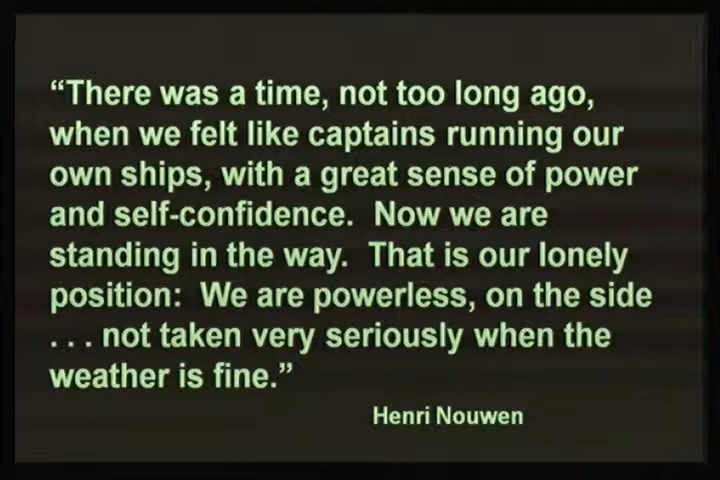 “There was a time, not too long ago,
when we felt like captains running our
own ships, with a great sense of power
and self-confidence.  Now we are
standing in the way.  That is our lonely
position:  We are powerless, on the side
. . . not taken very seriously when the
weather is fine.”
Henri Nouwen